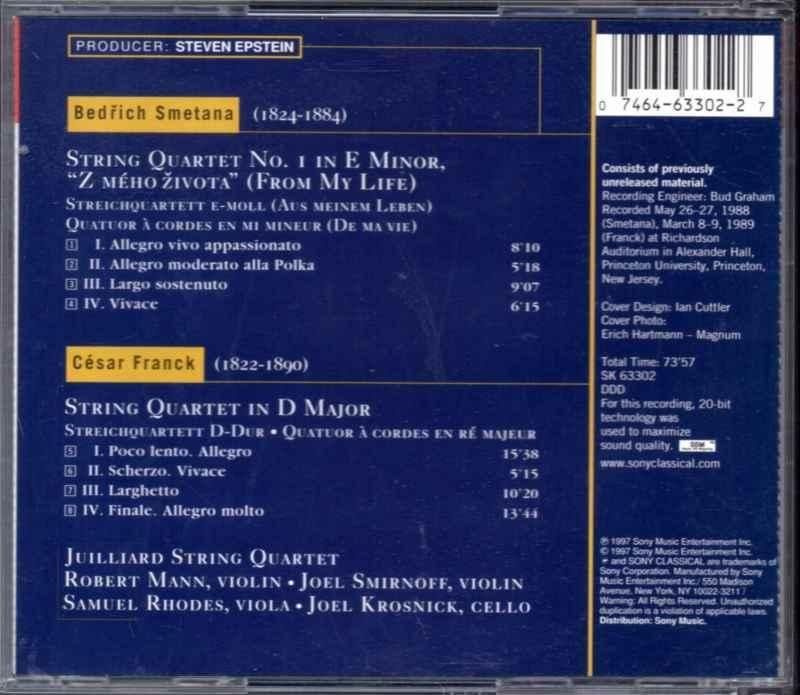 PRODUCER: STEVEN EPSTEIN
Bedřich Smetana (1824-1884)
STRING QUARTET NO. 1 IN E MINOR,
"Z MÉHO ŽIVOTA" (FROM MY LIFE)
STREICHQUARTETT E-MOLL (AUS MEINEM LEBEN)
QUATUOR À CORDES EN MI MINEUR (DE MA VIE)
1 I. Allegro vivo appassionato 8'10
2 II. Allegro moderato alla Polka 5'18
3 III. Largo sostenuto 9'07
4 IV. Vivace 6'15
César Franck (1822-1890)
STRING QUARTET IN D MAJOR
STREICHQUARTETT D-DUR • QUATUOR À CORDES EN RÉ MAJEUR
5 I. Poco lento. Allegro 15'38
6 II. Scherzo. Vivace 5'15
7 III. Larghetto 10'20
8 IV. Finale. Allegro molto 13'44
JUILLIARD STRING QUARTET
ROBERT MANN, VIOLIN • JOEL SMIRNOFF, VIOLIN
SAMUEL RHODES, VIOLA • JOEL KROSNICK, CELLO
0 7464-63302-2 7
Consists of previously
unreleased material.
Recording Engineer: Bud Graham
Recorded May 26-27, 1988
(Smetana), March 8-9, 1989
(Franck) at Richardson
Auditorium in Alexander Hall,
Princeton University, Princeton,
New Jersey.
Cover Design: Ian Cuttler
Cover Photo:
Erich Hartmann – Magnum
Total Time: 73'57
SK 63302
DDD
For this recording, 20-bit
technology was
used to maximize
sound quality. SBM
www.sonyclassical.com
℗ 1997 Sony Music Entertainment Inc.
© 1997 Sony Music Entertainment Inc.
and SONY CLASSICAL are trademarks of
Sony Corporation. Manufactured by Sony
Music Entertainment Inc./ 550 Madison
Avenue, New York, NY 10022-3211 /
Warning: All Rights Reserved. Unauthorized
duplication is a violation of applicable laws.
Distribution: Sony Music.